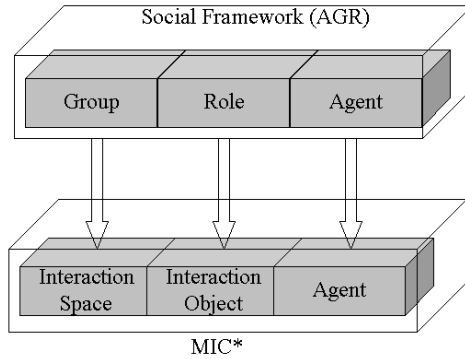 Social Framework (AGR)
Group Role Agent
Interaction Interaction Agent
Space Object
MIC*